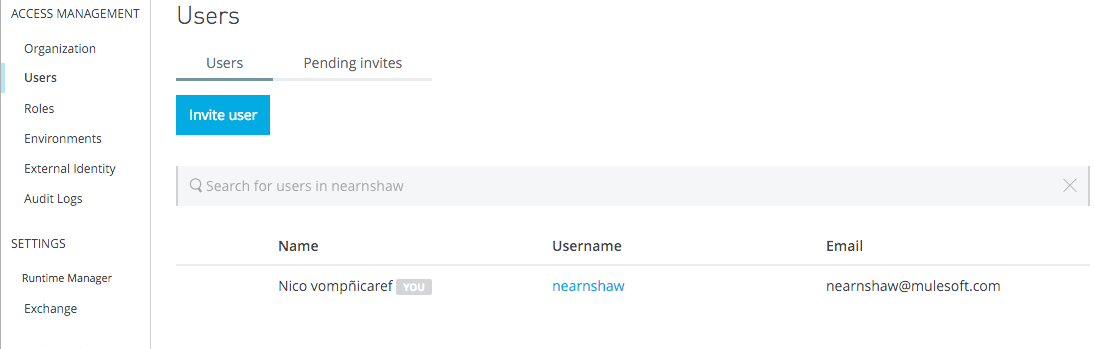 ACCESS MANAGEMENT
Organization
Users
Roles
Environments
External Identity
Audit Logs
SETTINGS
Runtime Manager
Exchange
Users
Users Pending invites
Invite user
Search for users in nearnshaw
Name Username Email
Nico vompñicaref YOU nearnshaw nearnshaw@mulesoft.com